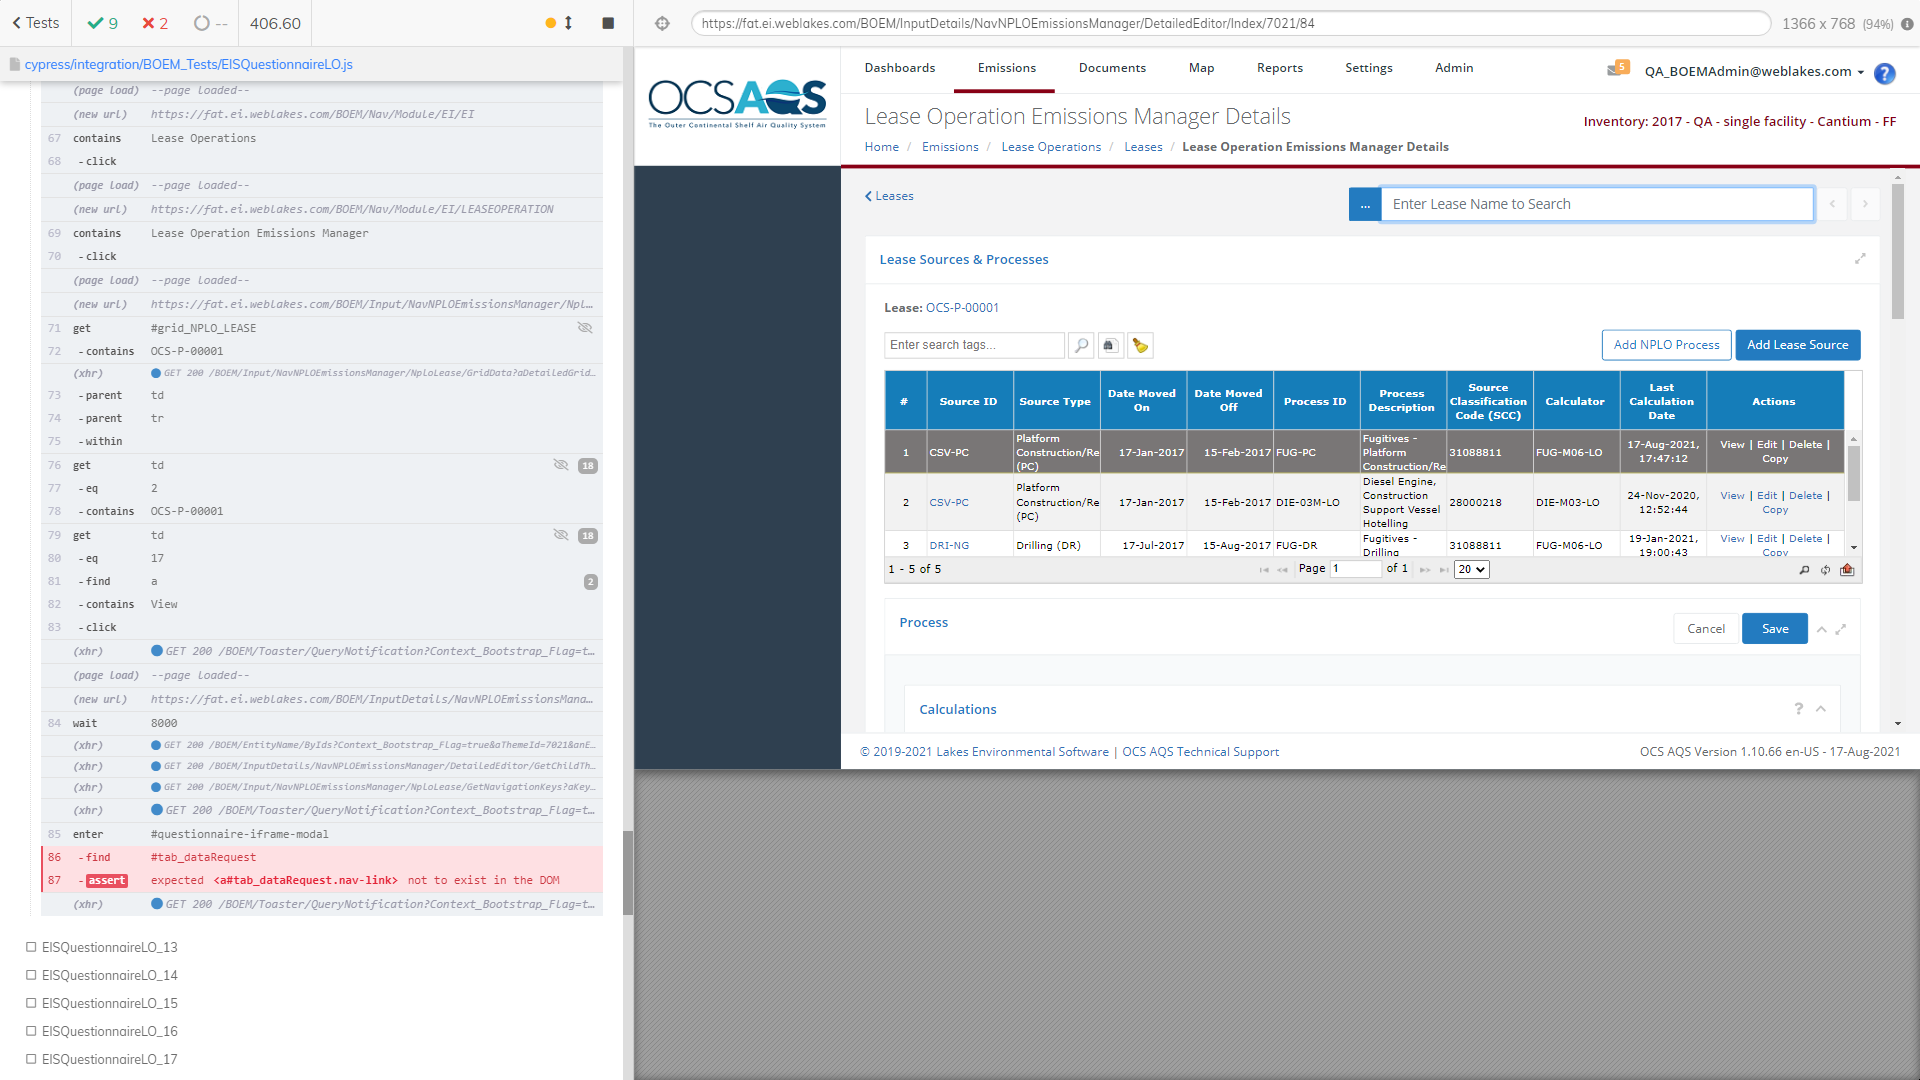 Tests
9
2
--
406.60
cypress/integration/BOEM_Tests/EISQuestionnaireLO.js
(page load) --page loaded--
(new url) https://fat.ei.weblakes.com/BOEM/Nav/Module/EI/EI
67 contains Lease Operations
68 - click
(page load) --page loaded--
(new url) https://fat.ei.weblakes.com/BOEM/Nav/Module/EI/LEASEOPERATION
69 contains Lease Operation Emissions Manager
70 - click
(page load) --page loaded--
(new url) https://fat.ei.weblakes.com/BOEM/Input/NavNPLOEmissionsManager/Npl…
71 get #grid_NPLO_LEASE
72 - contains OCS-P-00001
(xhr) GET 200 /BOEM/Input/NavNPLOEmissionsManager/NploLease/GridData?aDetailedGrid…
73 - parent td
74 - parent tr
75 - within
76 get td 18
77 - eq 2
78 - contains OCS-P-00001
79 get td 18
80 - eq 17
81 - find a 2
82 - contains View
83 - click
(xhr) GET 200 /BOEM/Toaster/QueryNotification?Context_Bootstrap_Flag=t…
(page load) --page loaded--
(new url) https://fat.ei.weblakes.com/BOEM/InputDetails/NavNPLOEmissionsMana…
84 wait 8000
(xhr) GET 200 /BOEM/EntityName/ByIds?Context_Bootstrap_Flag=true&aThemeId=7021&anE…
(xhr) GET 200 /BOEM/InputDetails/NavNPLOEmissionsManager/DetailedEditor/GetChildTh…
(xhr) GET 200 /BOEM/Input/NavNPLOEmissionsManager/NploLease/GetNavigationKeys?aKey…
(xhr) GET 200 /BOEM/Toaster/QueryNotification?Context_Bootstrap_Flag=t…
85 enter #questionnaire-iframe-modal
86 - find #tab_dataRequest
87 - assert expected <a#tab_dataRequest.nav-link> not to exist in the DOM
(xhr) GET 200 /BOEM/Toaster/QueryNotification?Context_Bootstrap_Flag=t…
EISQuestionnaireLO_13
EISQuestionnaireLO_14
EISQuestionnaireLO_15
EISQuestionnaireLO_16
EISQuestionnaireLO_17
https://fat.ei.weblakes.com/BOEM/InputDetails/NavNPLOEmissionsManager/DetailedEditor/Index/7021/84
1366 x 768 (94%)
OCSAQS
The Outer Continental Shelf Air Quality System
Dashboards Emissions Documents Map Reports Settings Admin
5 QA_BOEMAdmin@weblakes.com ?
Lease Operation Emissions Manager Details
Inventory: 2017 - QA - single facility - Cantium - FF
Home / Emissions / Lease Operations / Leases / Lease Operation Emissions Manager Details
Leases
... Enter Lease Name to Search
Lease Sources & Processes
Lease: OCS-P-00001
Enter search tags...
Add NPLO Process Add Lease Source
# Source ID Source Type Date Moved On Date Moved Off Process ID Process Description Source Classification Code (SCC) Calculator Last Calculation Date Actions
1 CSV-PC Platform Construction/Re (PC) 17-Jan-2017 15-Feb-2017 FUG-PC Fugitives - Platform Construction/Re 31088811 FUG-M06-LO 17-Aug-2021, 17:47:12 View | Edit | Delete | Copy
2 CSV-PC Platform Construction/Re (PC) 17-Jan-2017 15-Feb-2017 DIE-03M-LO Diesel Engine, Construction Support Vessel Hotelling 28000218 DIE-M03-LO 24-Nov-2020, 12:52:44 View | Edit | Delete | Copy
3 DRI-NG Drilling (DR) 17-Jul-2017 15-Aug-2017 FUG-DR Fugitives - Drilling 31088811 FUG-M06-LO 19-Jan-2021, 19:00:43 View | Edit | Delete | Copy
1 - 5 of 5
Page 1 of 1 20
Process
Cancel Save
Calculations ?
© 2019-2021 Lakes Environmental Software | OCS AQS Technical Support
OCS AQS Version 1.10.66 en-US - 17-Aug-2021